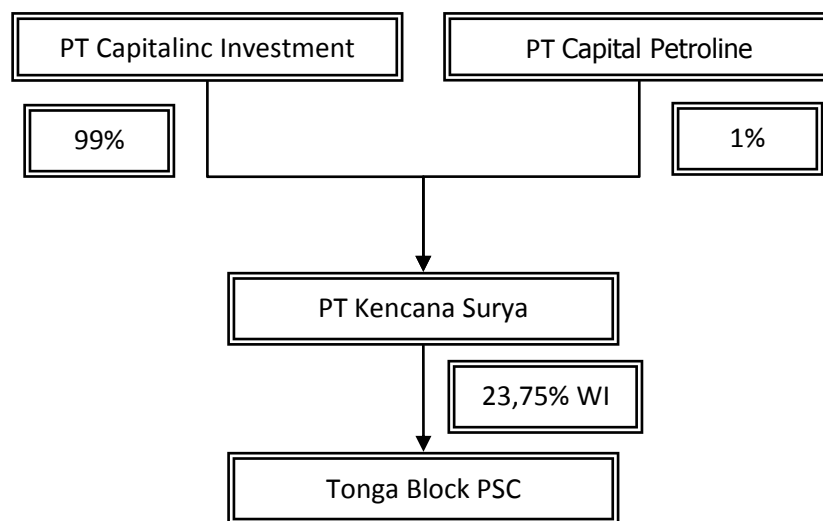 PT Capitalinc Investment
PT Capital Petroline
99%
1%
PT Kencana Surya
23,75% WI
Tonga Block PSC